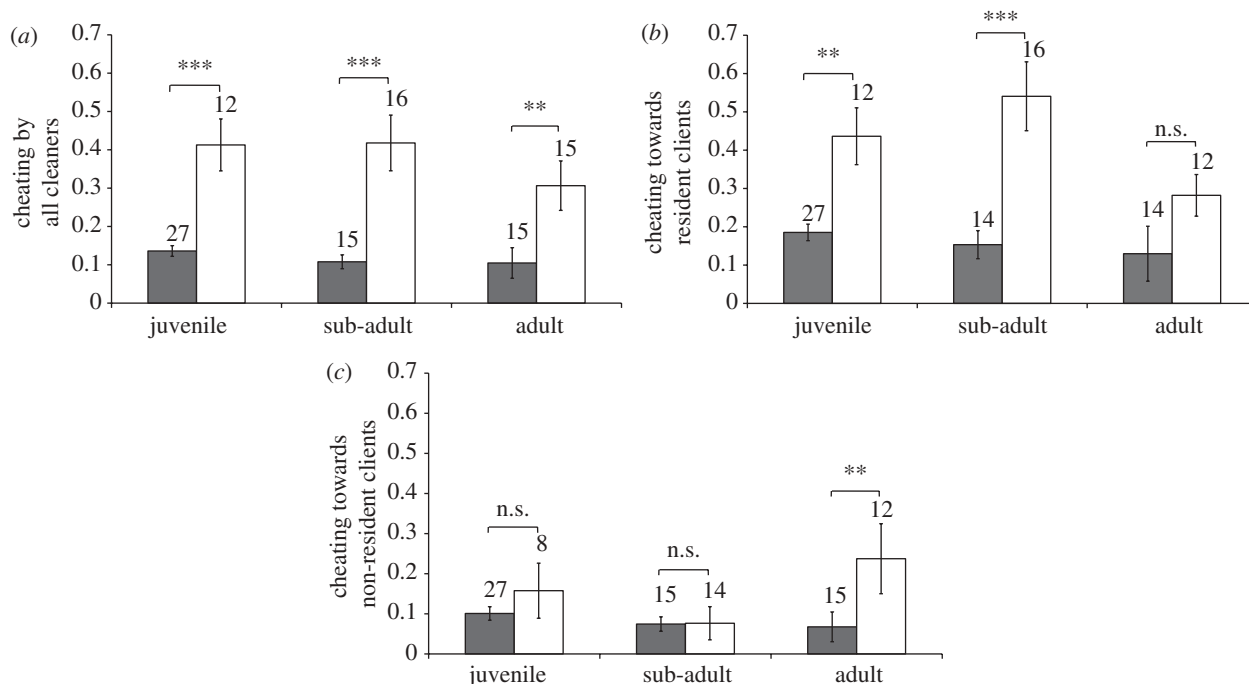 (a)
cheating by
all cleaners
0.7
0.6
0.5
0.4
0.3
0.2
0.1
0
***
***
**
27
12
15
16
15
15
juvenile
sub-adult
adult
(b)
cheating towards
resident clients
0.7
0.6
0.5
0.4
0.3
0.2
0.1
0
**
***
n.s.
27
12
14
16
14
12
juvenile
sub-adult
adult
(c)
cheating towards
non-resident clients
0.7
0.6
0.5
0.4
0.3
0.2
0.1
0
n.s.
n.s.
**
27
8
15
14
15
12
juvenile
sub-adult
adult